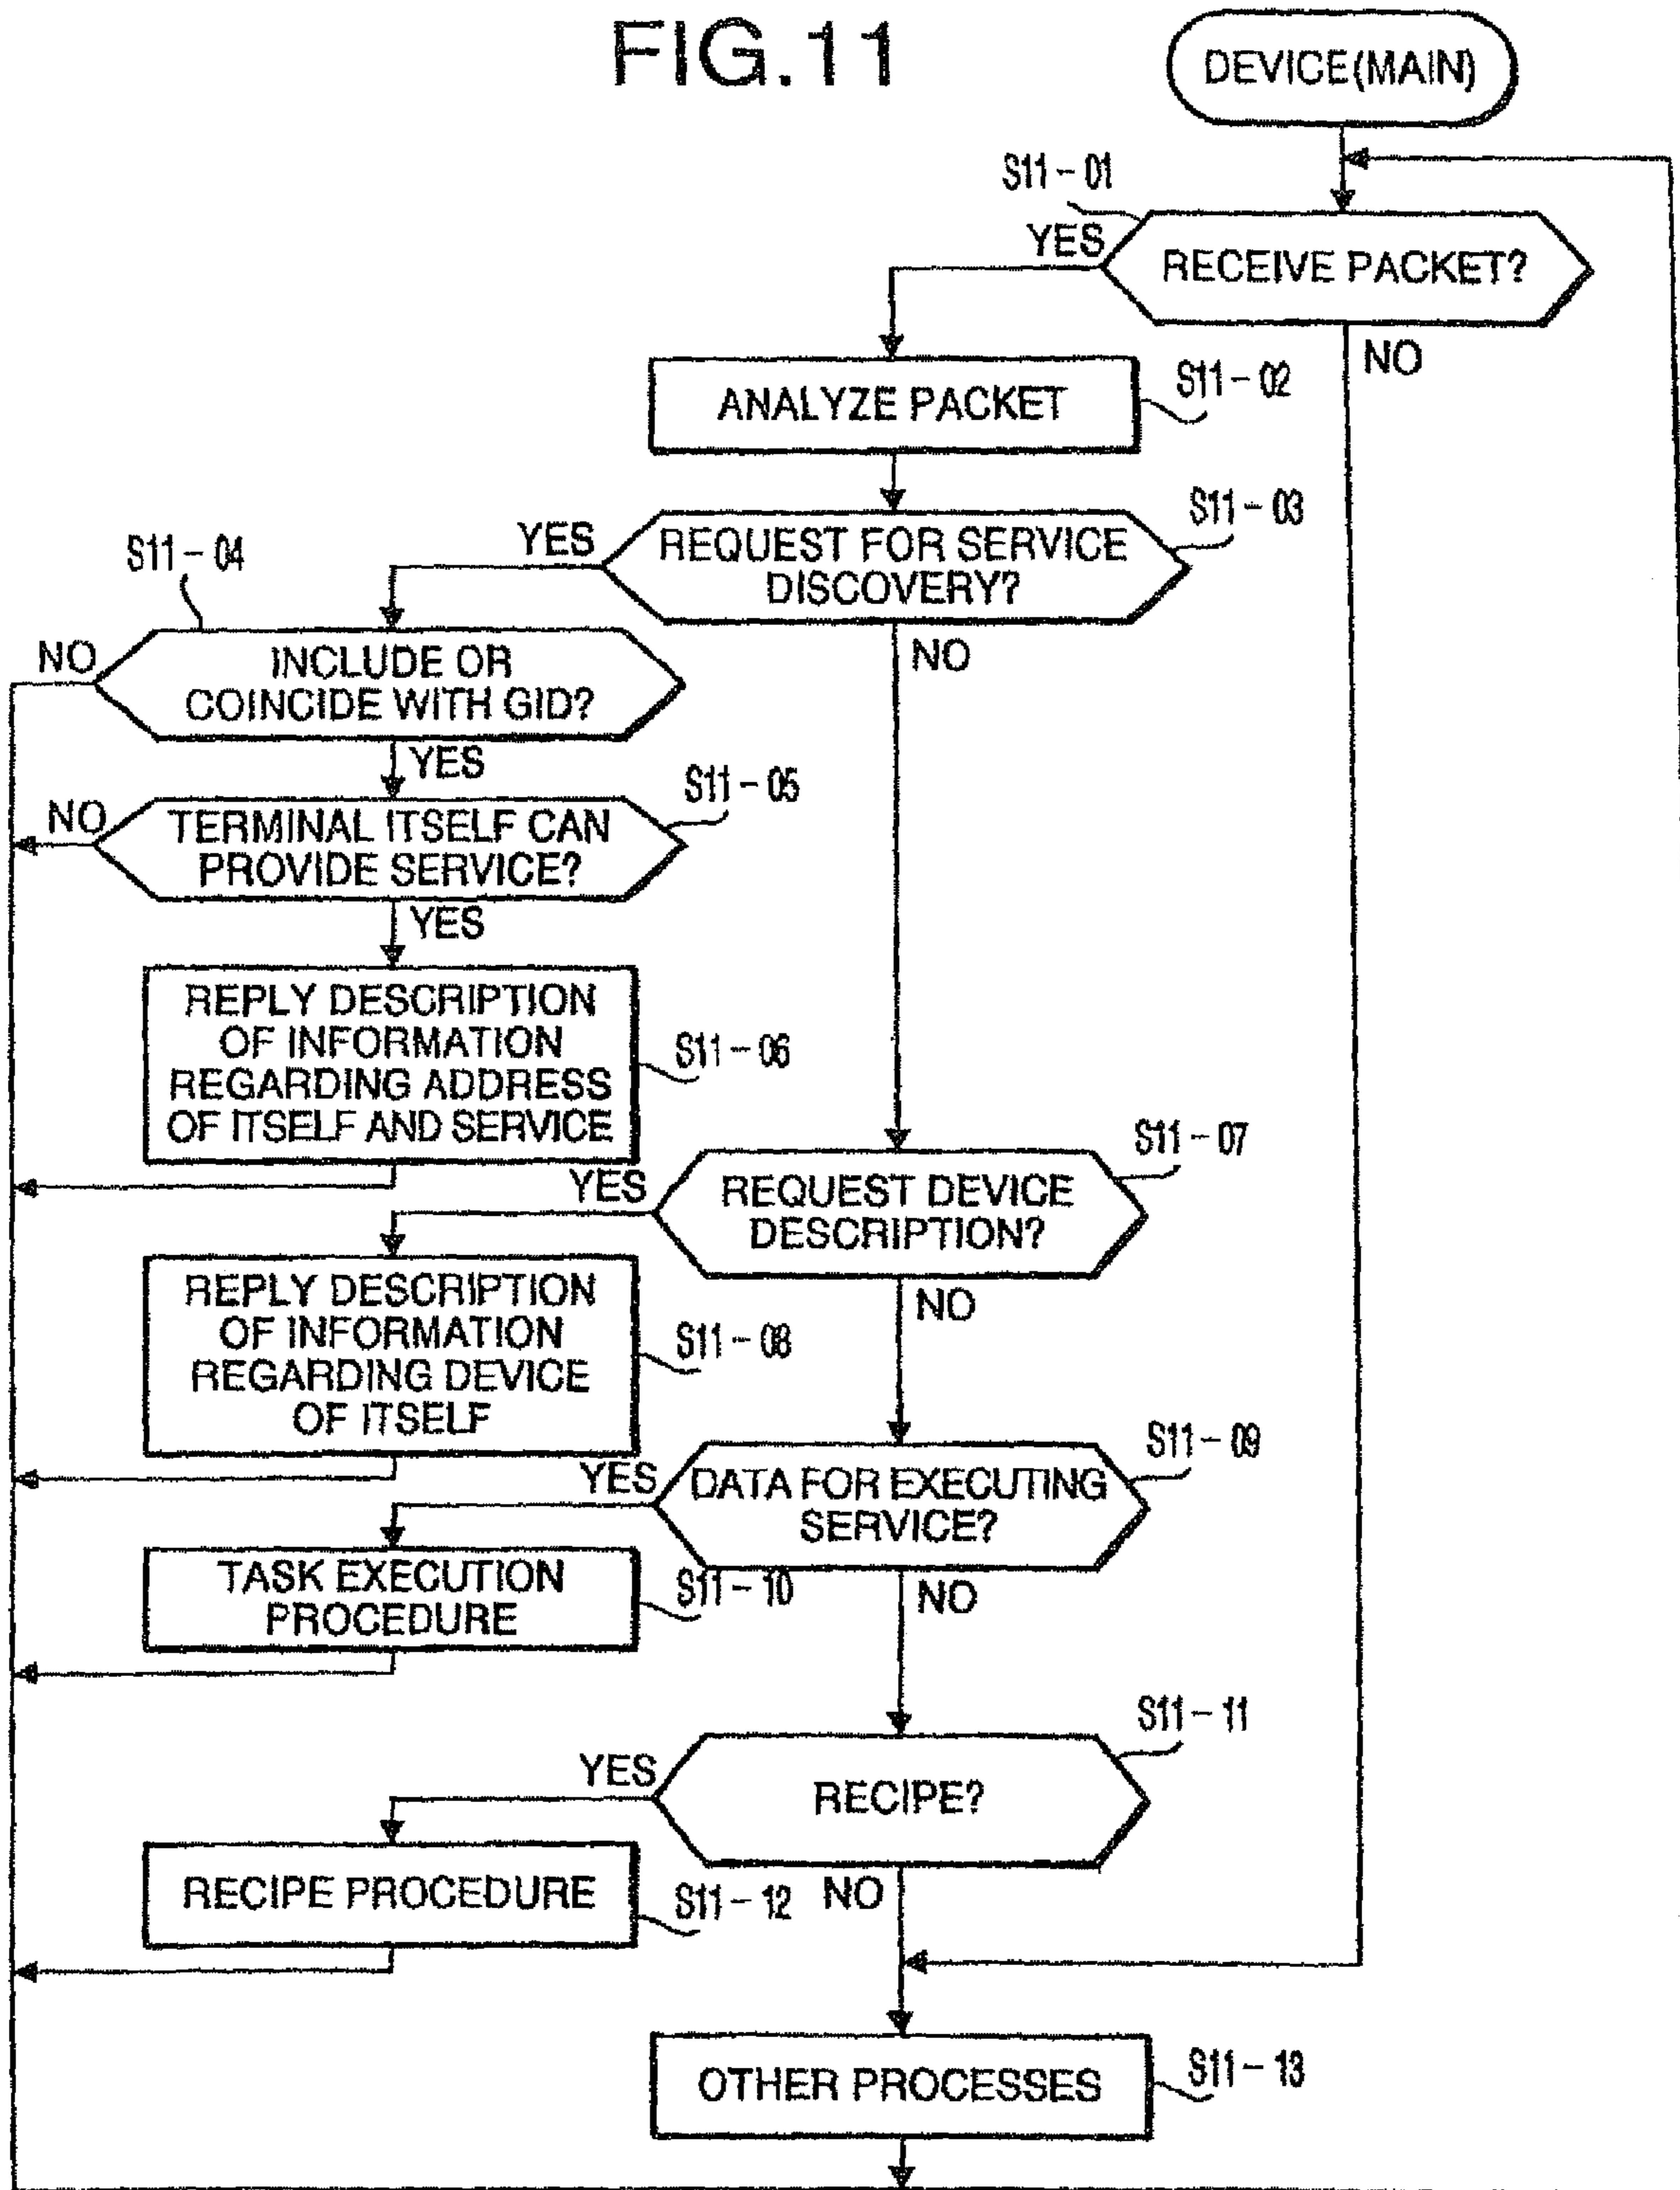 FIG.11
DEVICE(MAIN)
S11-01
YES
RECEIVE PACKET?
NO
ANALYZE PACKET
S11-02
S11-03
YES
REQUEST FOR SERVICE
DISCOVERY?
NO
S11-04
NO
INCLUDE OR
COINCIDE WITH GID?
YES
S11-05
NO
TERMINAL ITSELF CAN
PROVIDE SERVICE?
YES
REPLY DESCRIPTION
OF INFORMATION
REGARDING ADDRESS
OF ITSELF AND SERVICE
S11-06
S11-07
YES
REQUEST DEVICE
DESCRIPTION?
NO
REPLY DESCRIPTION
OF INFORMATION
REGARDING DEVICE
OF ITSELF
S11-08
S11-09
YES
DATA FOR EXECUTING
SERVICE?
NO
TASK EXECUTION
PROCEDURE
S11-10
S11-11
YES
RECIPE?
NO
RECIPE PROCEDURE
S11-12
OTHER PROCESSES
S11-13